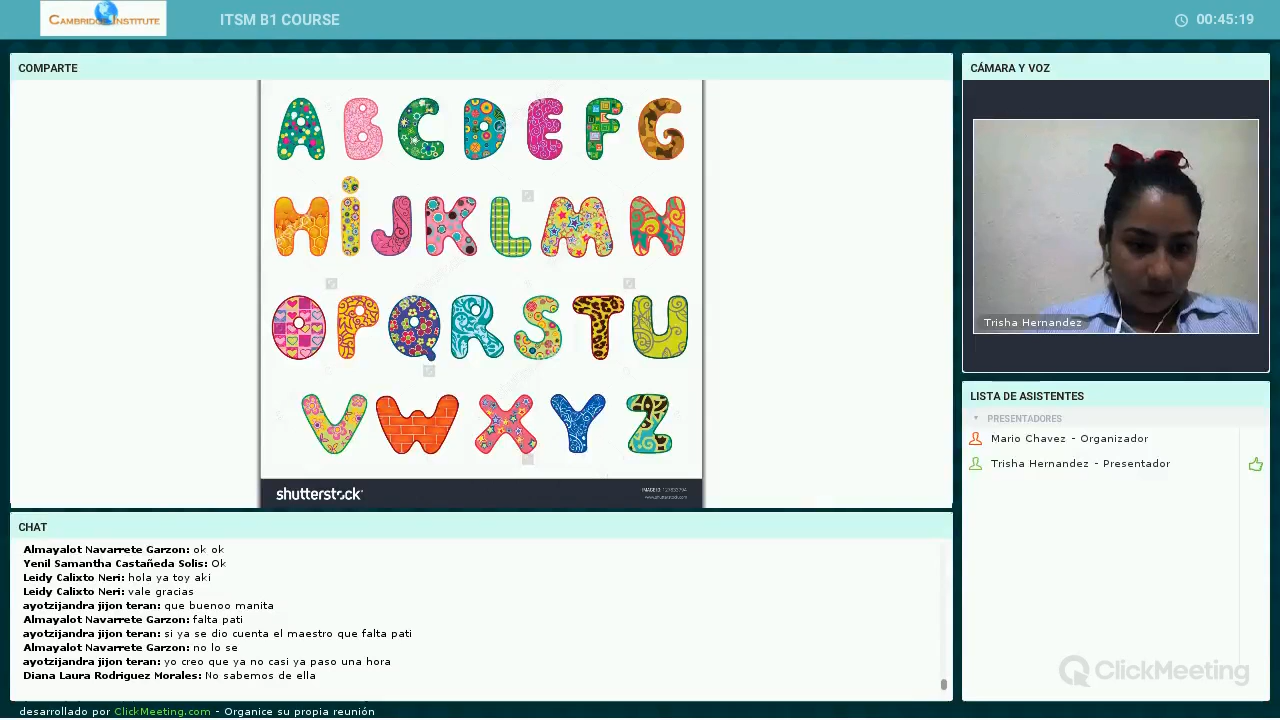 CAMBRIDGE INSTITUTE
ITSM B1 COURSE
00:45:19
COMPARTE
A B C D E F G
H i J K L M N
O P Q R S T U
V W X Y Z
shutterstock
CHAT
Almayalot Navarrete Garzon: ok ok
Yenil Samantha Castañeda Solis: Ok
Leidy Calixto Neri: hola ya toy aki
Leidy Calixto Neri: vale gracias
ayotzijandra jijon teran: que buenoo manita
Almayalot Navarrete Garzon: falta pati
ayotzijandra jijon teran: si ya se dio cuenta el maestro que falta pati
Almayalot Navarrete Garzon: no lo se
ayotzijandra jijon teran: yo creo que ya no casi ya paso una hora
Diana Laura Rodriguez Morales: No sabemos de ella
CÁMARA Y VOZ
Trisha Hernandez
LISTA DE ASISTENTES
PRESENTADORES
Mario Chavez - Organizador
Trisha Hernandez - Presentador
ClickMeeting
desarrollado por ClickMeeting.com - Organice su propia reunión